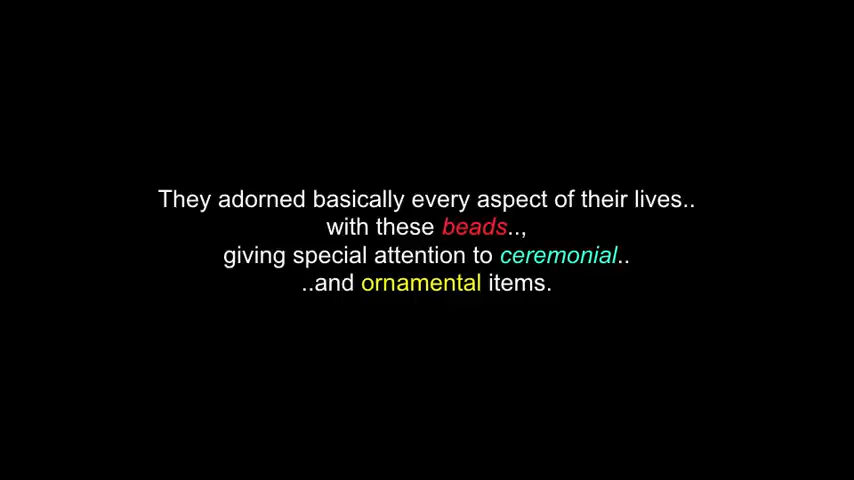 They adorned basically every aspect of their lives..
with these beads..,
giving special attention to ceremonial..
..and ornamental items.